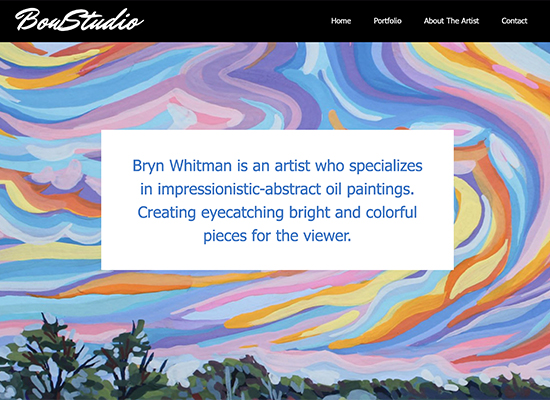 BonStudio
Home Portfolio About The Artist Contact
Bryn Whitman is an artist who specializes
in impressionistic-abstract oil paintings.
Creating eyecatching bright and colorful
pieces for the viewer.